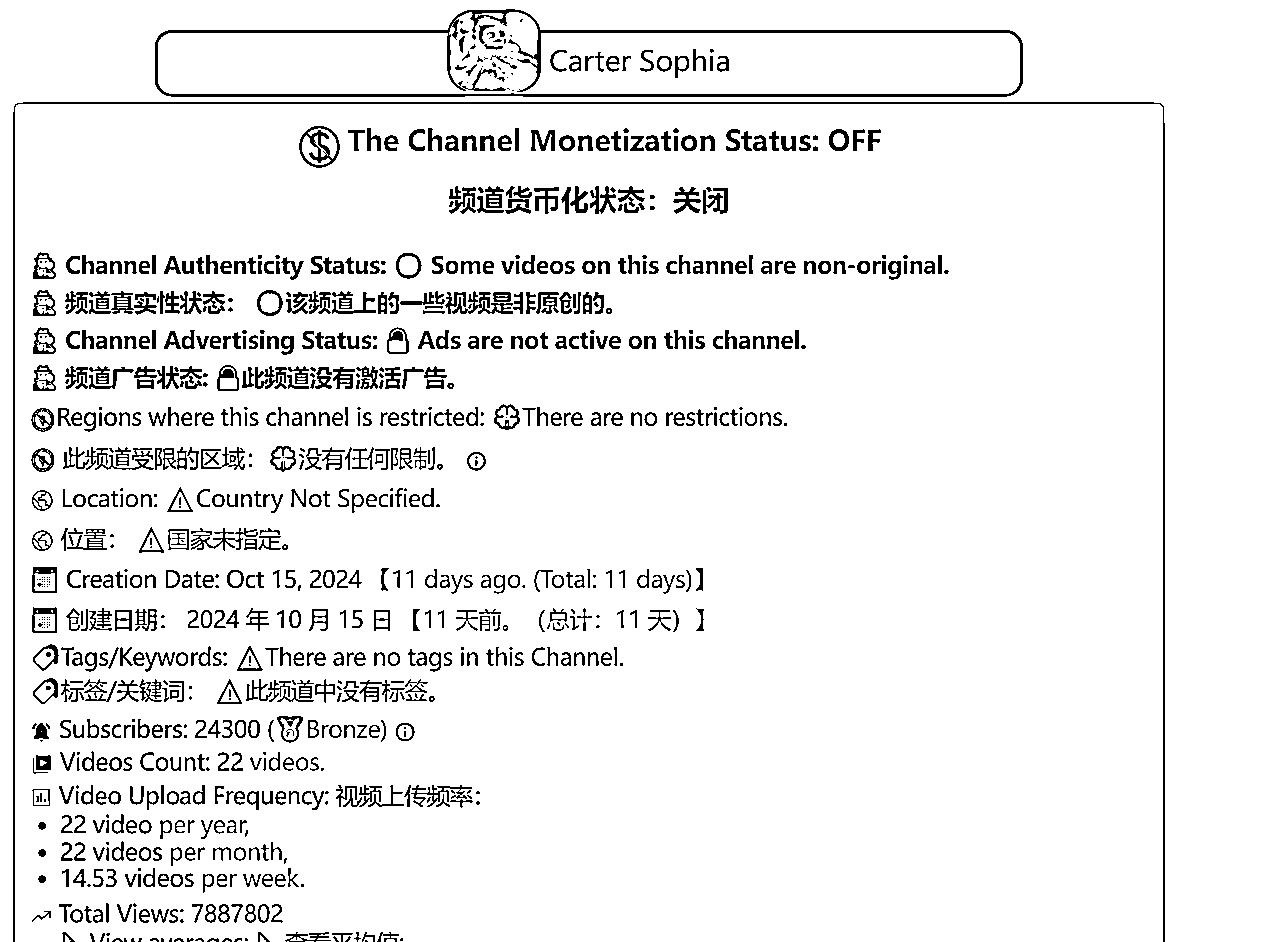 Carter Sophia
The Channel Monetization Status: OFF
频道货币化状态：关闭
Channel Authenticity Status: Some videos on this channel are non-original.
频道真实性状态： 该频道上的一些视频是非原创的。
Channel Advertising Status: Ads are not active on this channel.
频道广告状态: 此频道没有激活广告。
Regions where this channel is restricted: There are no restrictions.
此频道受限的区域： 没有任何限制。
Location: Country Not Specified.
位置： 国家未指定。
Creation Date: Oct 15, 2024 【11 days ago. (Total: 11 days)】
创建日期： 2024 年 10 月 15 日 【11 天前。（总计：11 天）】
Tags/Keywords: There are no tags in this Channel.
标签/关键词： 此频道中没有标签。
Subscribers: 24300 (Bronze)
Videos Count: 22 videos.
Video Upload Frequency: 视频上传频率：
• 22 video per year,
• 22 videos per month,
• 14.53 videos per week.
Total Views: 7887802
View averages: 查看平均值: